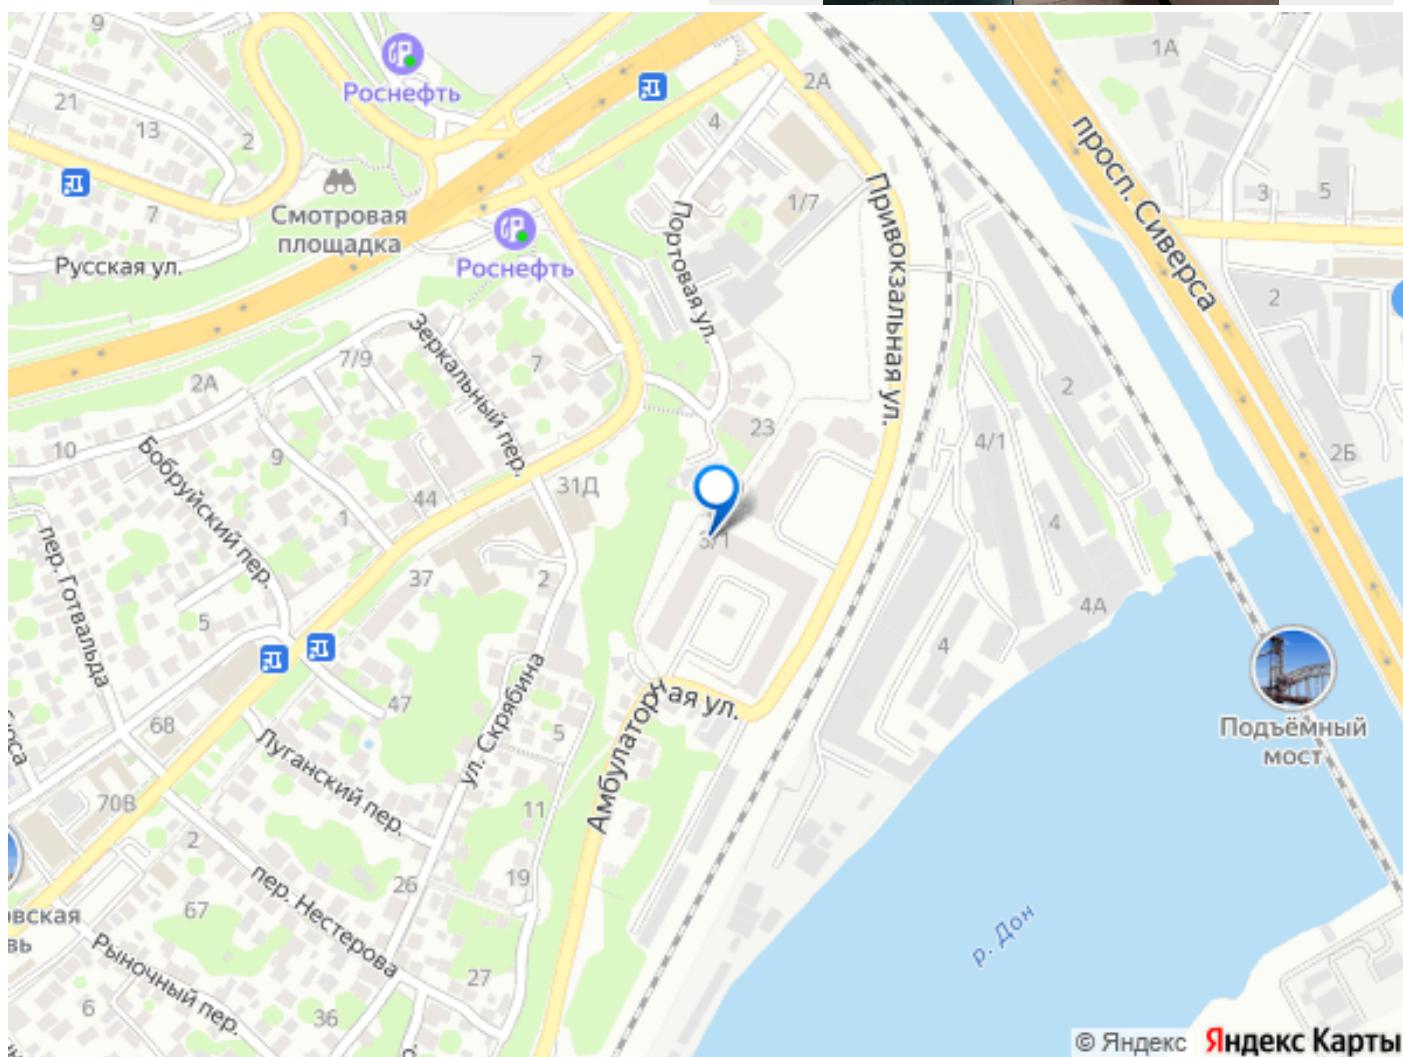 9
Роснефть
1А
2А
21
13
2
4
просп. Сиверса
7
Смотровая
площадка
Роснефть
1/7
3
5
Русская ул.
Портовая ул.
Привокзальная ул.
2
Зеркальный пер.
7/9
7
2А
2
10
9
23
4/1
2Б
Бобруйский пер.
44
31Д
1
3/1
4
пер. Готвальда
37
2
5
4А
4
ул. Скрябина
47
Амбулаторная ул.
68
5
Подъёмный
мост
Луганский пер.
70В
11
2
19
26
пер. Нестерова
67
р. Дон
Рыночный пер.
27
6
36
© Яндекс Яндекс Карты